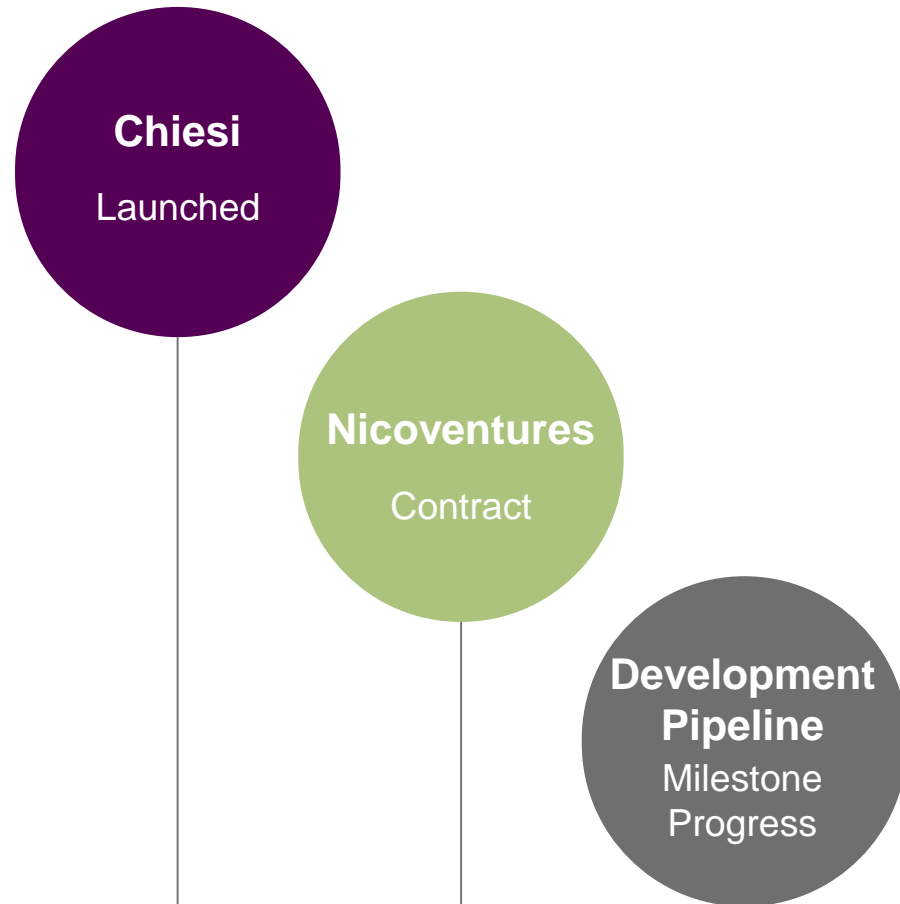 Chiesi
Launched
Nicoventures
Contract
Development
Pipeline
Milestone
Progress